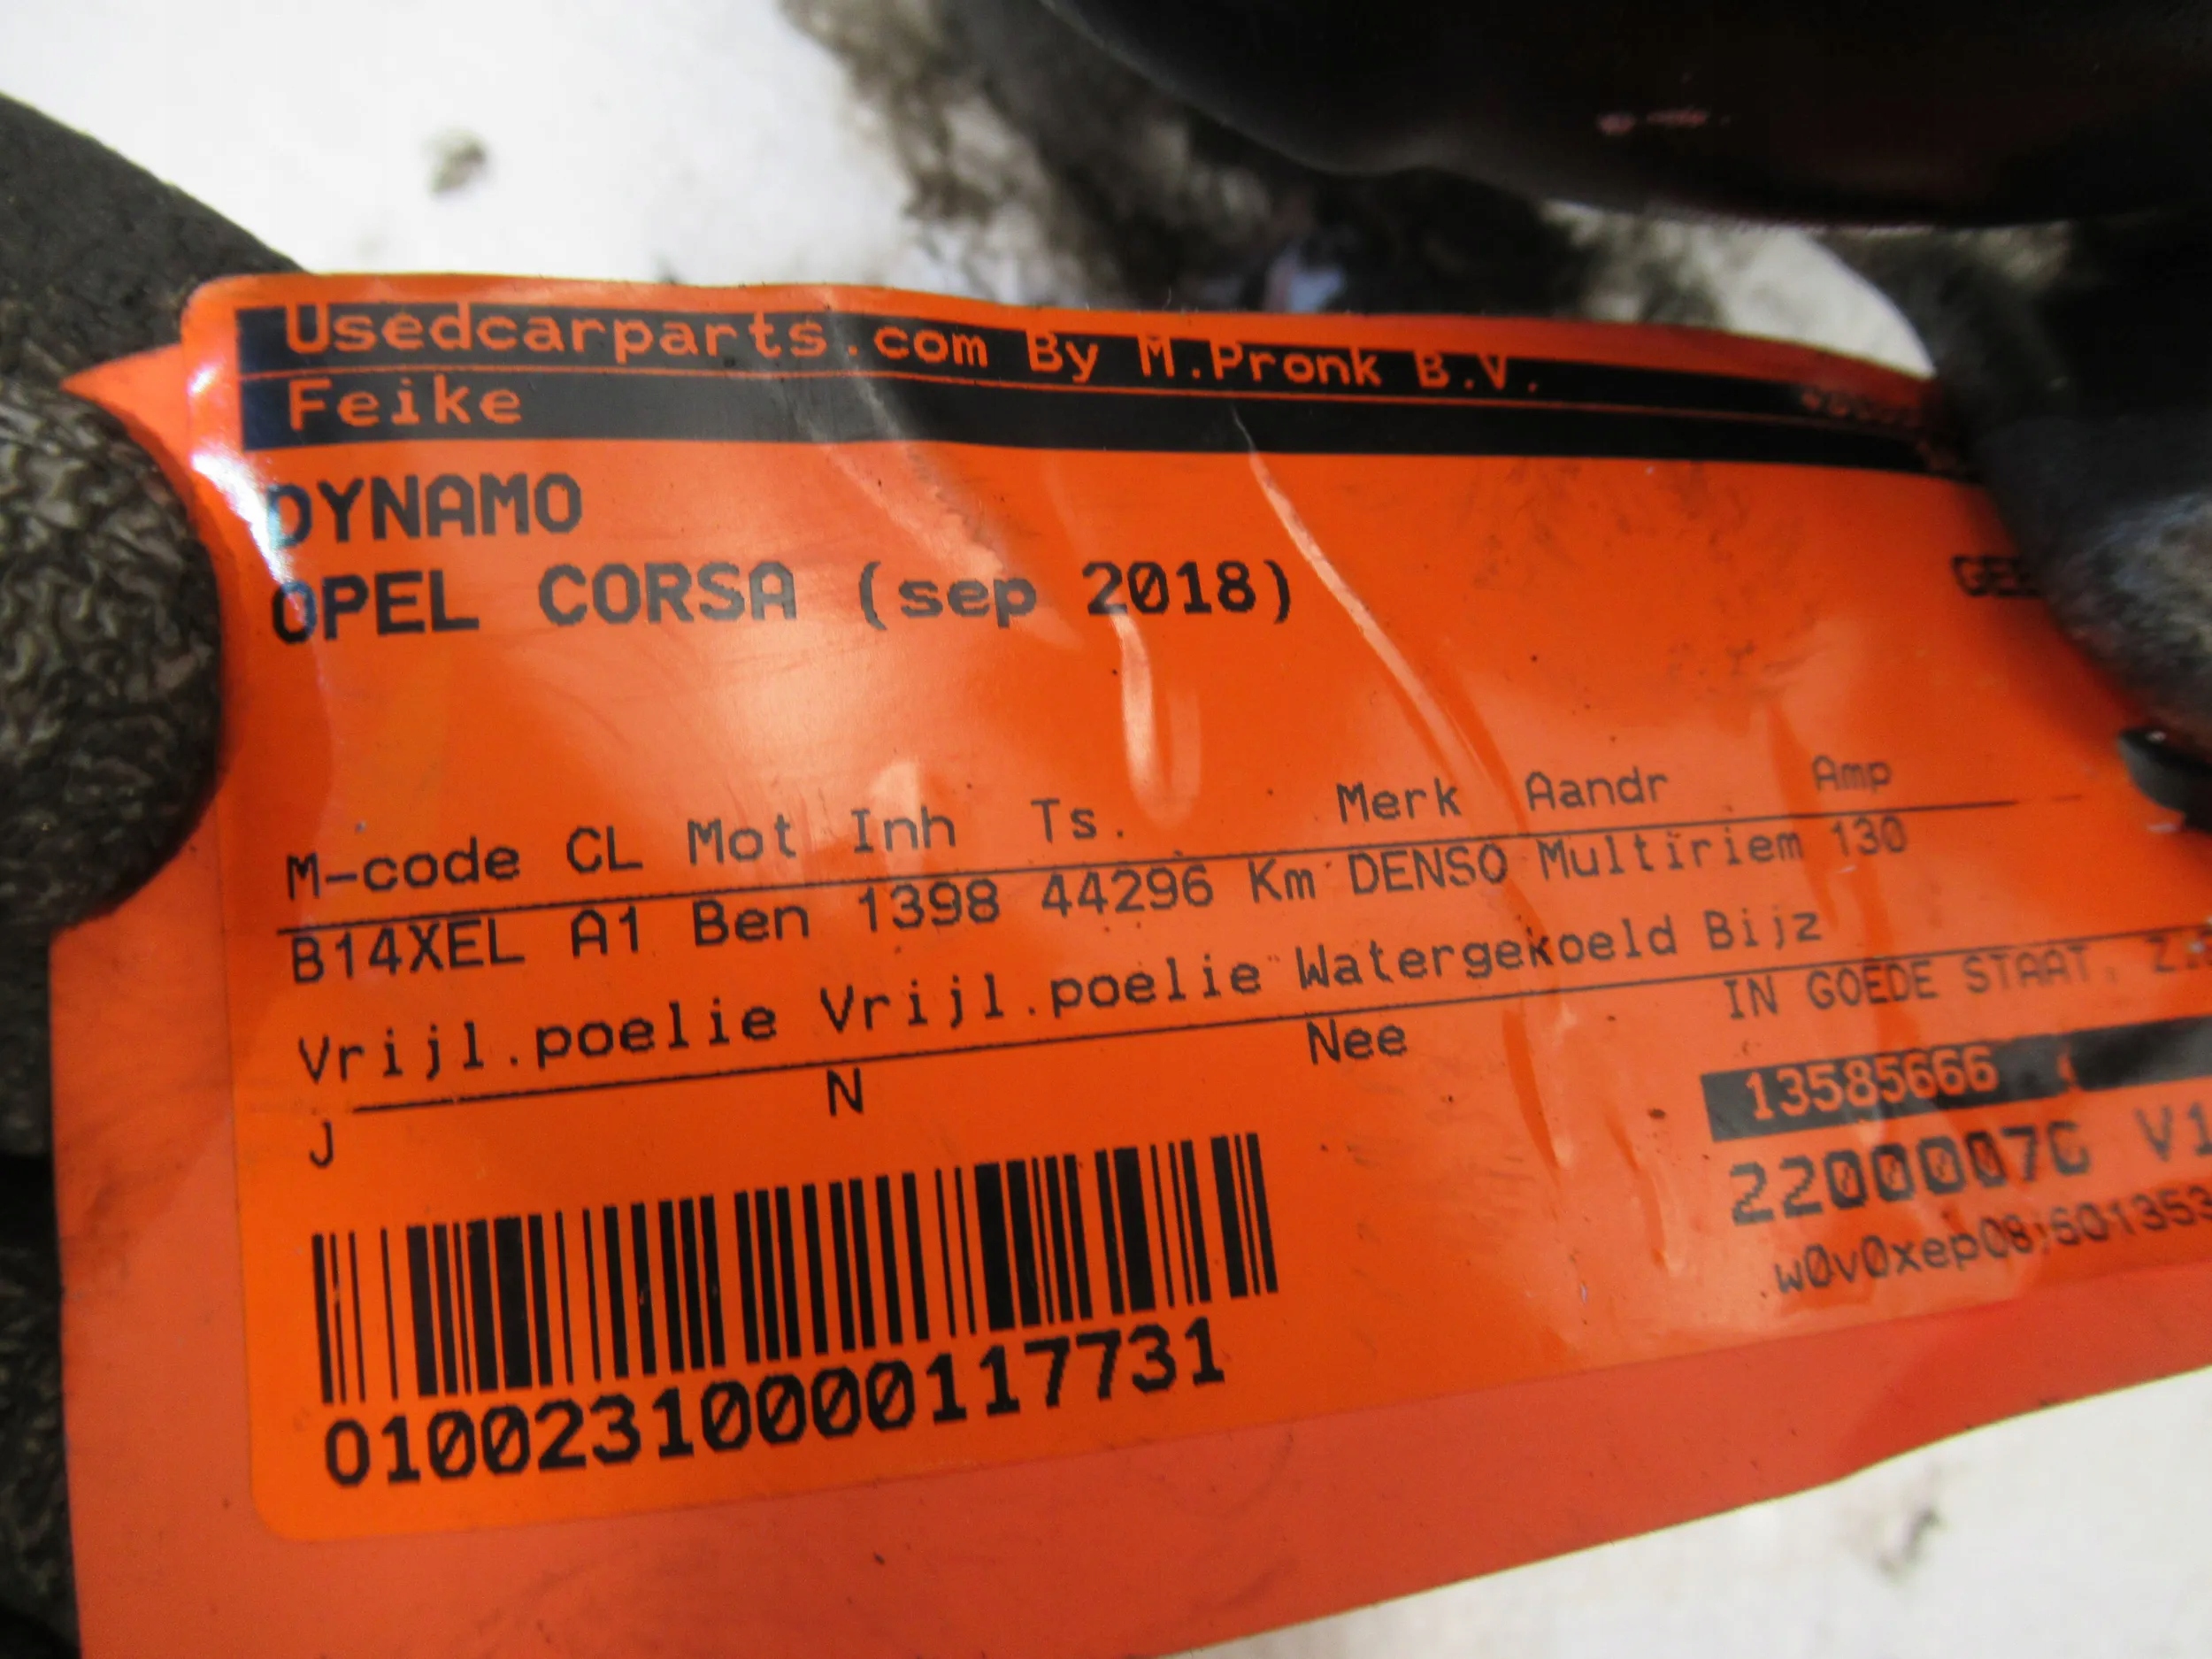 Usedcarparts.com By M.Pronk B.V.
Feike
DYNAMO
OPEL CORSA (sep 2018)
M-code CL Mot Inh Ts. Merk Aandr Amp
B14XEL A1 Ben 1398 44296 Km DENSO Multiriem 130
Vrijl.poelie Vrijl.poelie Watergekoeld Bijz
J N Nee IN GOEDE STAAT.
13585666
V1
01002310000117731